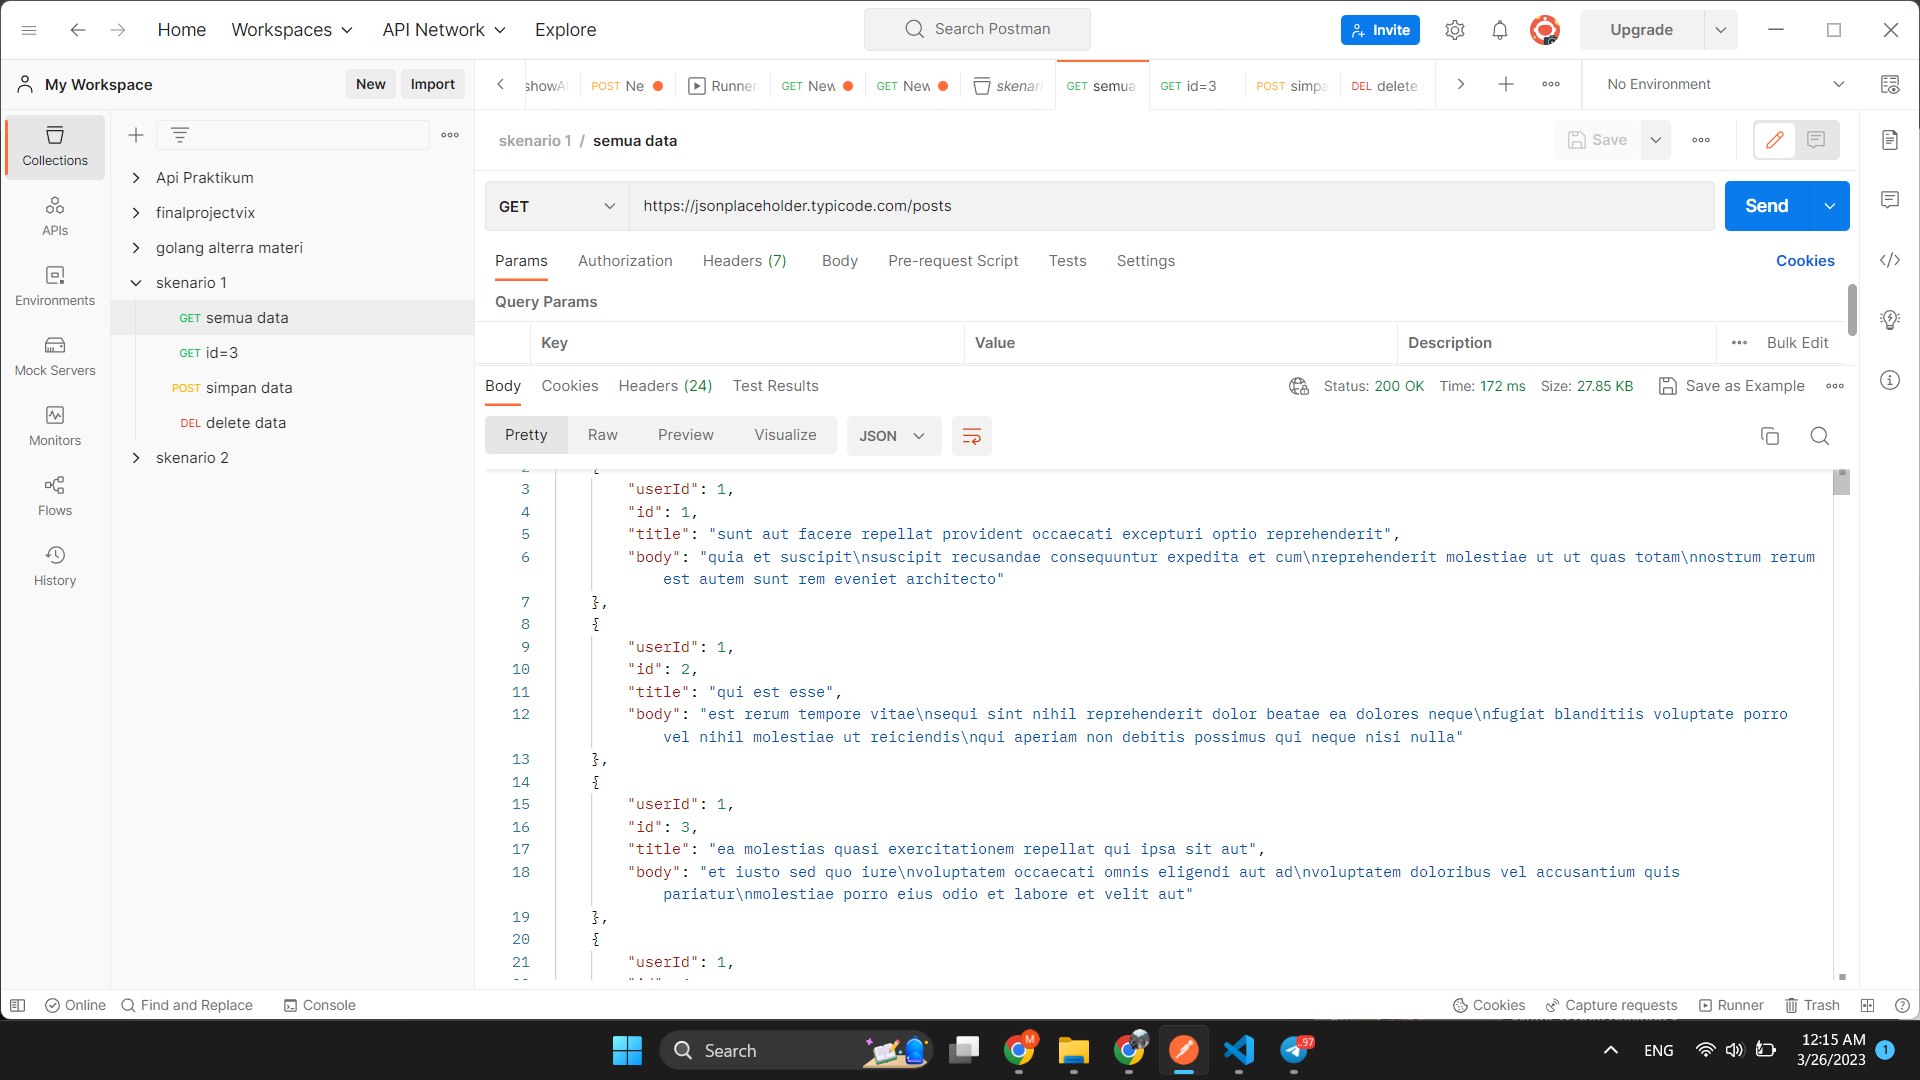 Home Workspaces API Network Explore Search Postman Invite Upgrade
My Workspace New Import
showA POST Ne Runner GET New GET New skenari GET semua GET id=3 POST simpa DEL delete No Environment
Collections
APIs
Environments
Mock Servers
Monitors
Flows
History
Api Praktikum
finalprojectvix
golang alterra materi
skenario 1
GET semua data
GET id=3
POST simpan data
DEL delete data
skenario 2
skenario 1 / semua data Save
GET https://jsonplaceholder.typicode.com/posts Send
Params Authorization Headers (7) Body Pre-request Script Tests Settings Cookies
Query Params
Key Value Description Bulk Edit
Body Cookies Headers (24) Test Results Status: 200 OK Time: 172 ms Size: 27.85 KB Save as Example
Pretty Raw Preview Visualize JSON
2 {
3 "userId": 1,
4 "id": 1,
5 "title": "sunt aut facere repellat provident occaecati excepturi optio reprehenderit",
6 "body": "quia et suscipit\nsuscipit recusandae consequuntur expedita et cum\nreprehenderit molestiae ut ut quas totam\nnostrum rerum
est autem sunt rem eveniet architecto"
7 },
8 {
9 "userId": 1,
10 "id": 2,
11 "title": "qui est esse",
12 "body": "est rerum tempore vitae\nsequi sint nihil reprehenderit dolor beatae ea dolores neque\nfugiat blanditiis voluptate porro
vel nihil molestiae ut reiciendis\nqui aperiam non debitis possimus qui neque nisi nulla"
13 },
14 {
15 "userId": 1,
16 "id": 3,
17 "title": "ea molestias quasi exercitationem repellat qui ipsa sit aut",
18 "body": "et iusto sed quo iure\nvoluptatem occaecati omnis eligendi aut ad\nvoluptatem doloribus vel accusantium quis
pariatur\nmolestiae porro eius odio et labore et velit aut"
19 },
20 {
21 "userId": 1,
Online Find and Replace Console Cookies Capture requests Runner Trash
Search M 97 ENG 12:15 AM 1
3/26/2023